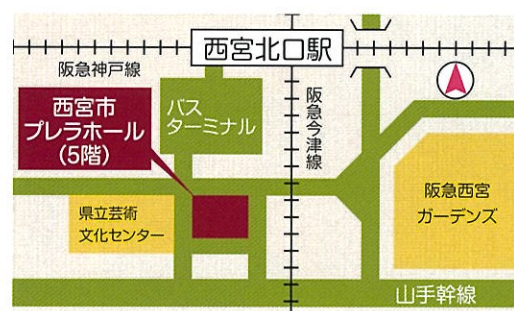 西宮北口駅
阪急神戸線
西宮市
プレラホール
(5階)
バス
ターミナル
阪急今津線
県立芸術
文化センター
阪急西宮
ガーデンズ
山手幹線